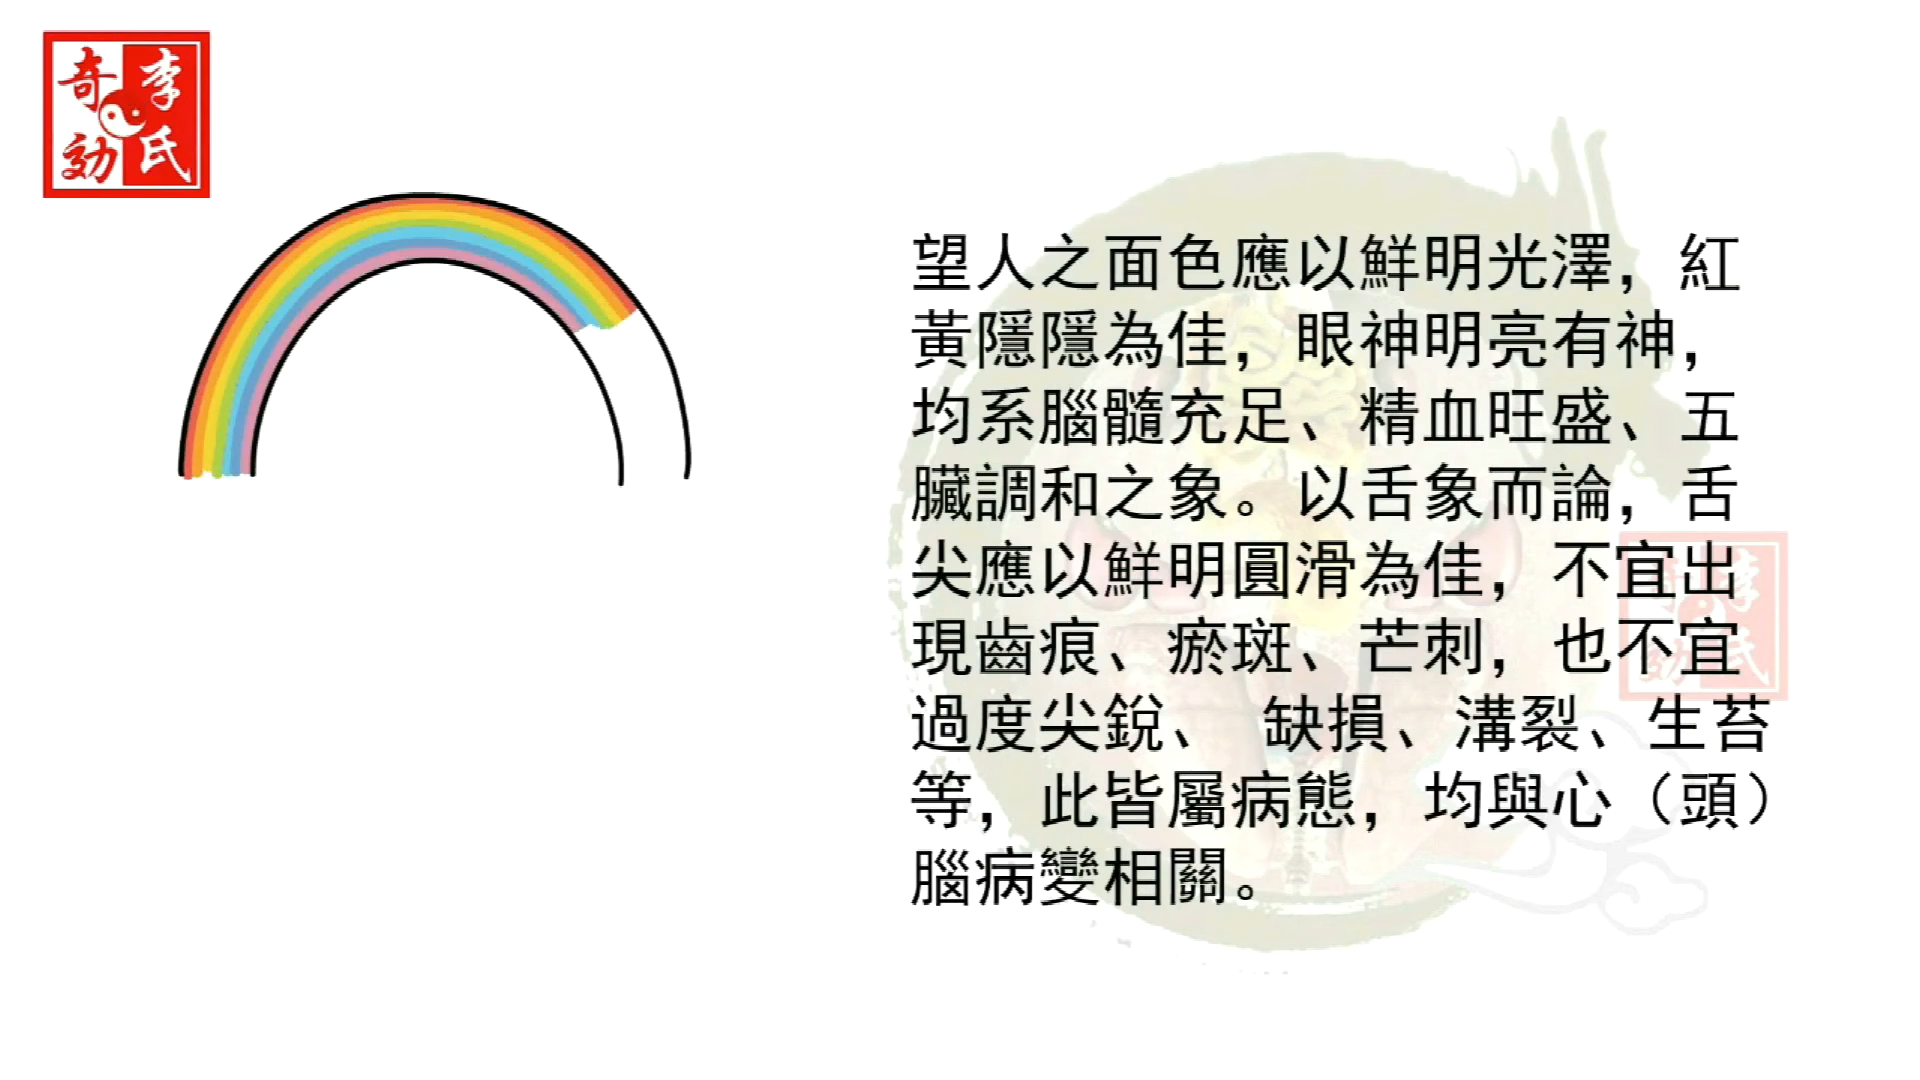 李氏
奇効
望人之面色應以鮮明光澤，紅
黃隱隱為佳，眼神明亮有神，
均系腦髓充足、精血旺盛、五
臟調和之象。以舌象而論，舌
尖應以鮮明圓滑為佳，不宜出
現齒痕、瘀斑、芒刺，也不宜
過度尖銳、 缺損、溝裂、生苔
等，此皆屬病態，均與心（頭）
腦病變相關。
李氏
奇効